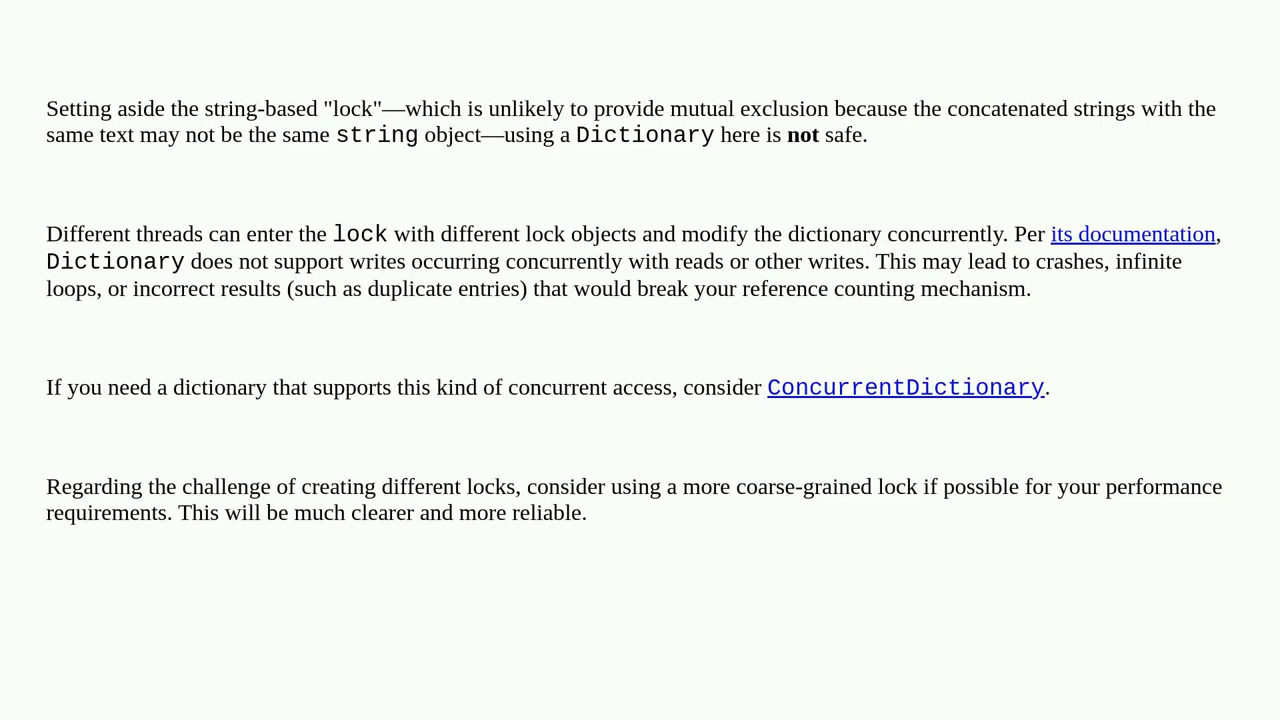 Setting aside the string-based "lock"—which is unlikely to provide mutual exclusion because the concatenated strings with the
same text may not be the same string object—using a Dictionary here is not safe.
Different threads can enter the lock with different lock objects and modify the dictionary concurrently. Per its documentation,
Dictionary does not support writes occurring concurrently with reads or other writes. This may lead to crashes, infinite
loops, or incorrect results (such as duplicate entries) that would break your reference counting mechanism.
If you need a dictionary that supports this kind of concurrent access, consider ConcurrentDictionary.
Regarding the challenge of creating different locks, consider using a more coarse-grained lock if possible for your performance
requirements. This will be much clearer and more reliable.